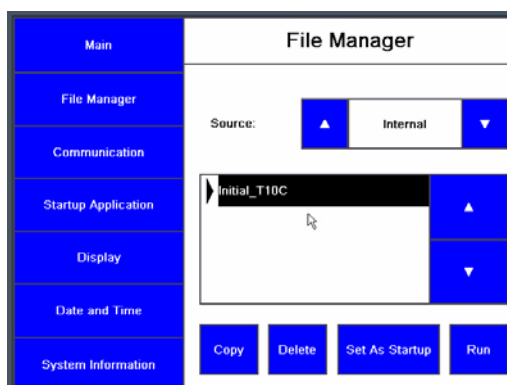 Main
File Manager
Communication
Startup Application
Display
Date and Time
System Information
File Manager
Source:
Internal
Initial_T10C
Copy
Delete
Set As Startup
Run